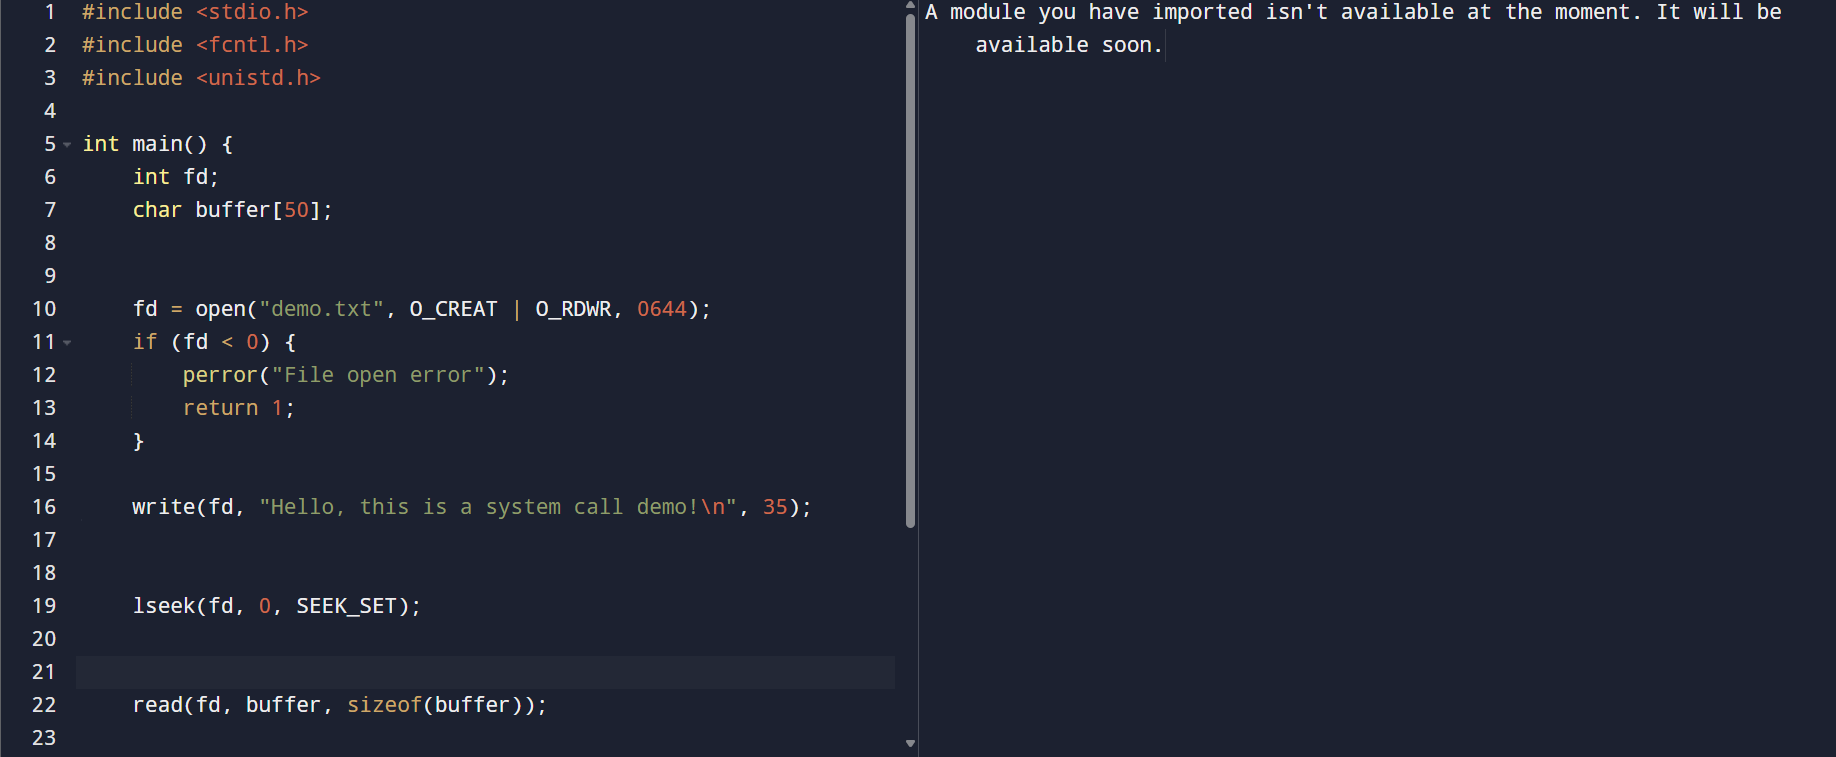 1 #include <stdio.h>
2 #include <fcntl.h>
3 #include <unistd.h>
4
5 int main() {
6     int fd;
7     char buffer[50];
8
9
10     fd = open("demo.txt", O_CREAT | O_RDWR, 0644);
11     if (fd < 0) {
12         perror("File open error");
13         return 1;
14     }
15
16     write(fd, "Hello, this is a system call demo!\n", 35);
17
18
19     lseek(fd, 0, SEEK_SET);
20
21
22     read(fd, buffer, sizeof(buffer));
23
A module you have imported isn't available at the moment. It will be
    available soon.